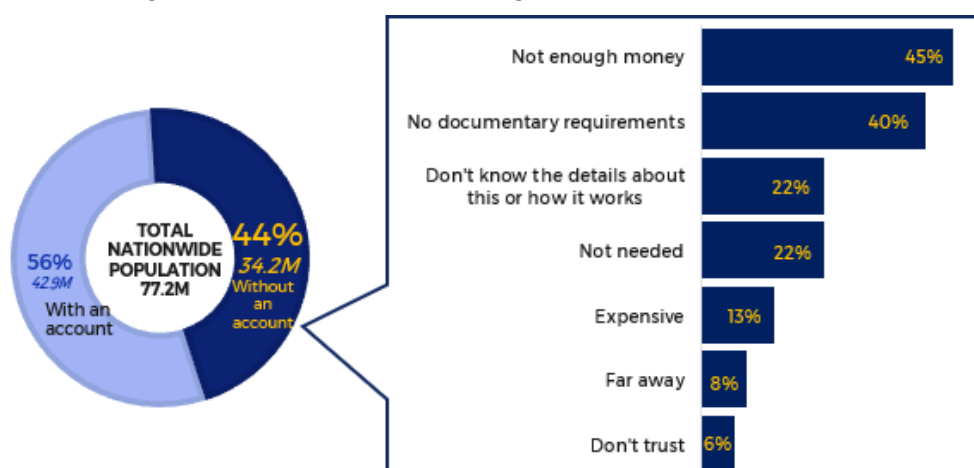 TOTAL
NATIONWIDE
POPULATION
77.2M
56%
42.9M
With an
account
44%
34.2M
Without
an
account
Not enough money
45%
No documentary requirements
40%
Don't know the details about
this or how it works
22%
Not needed
22%
Expensive
13%
Far away
8%
Don't trust
6%